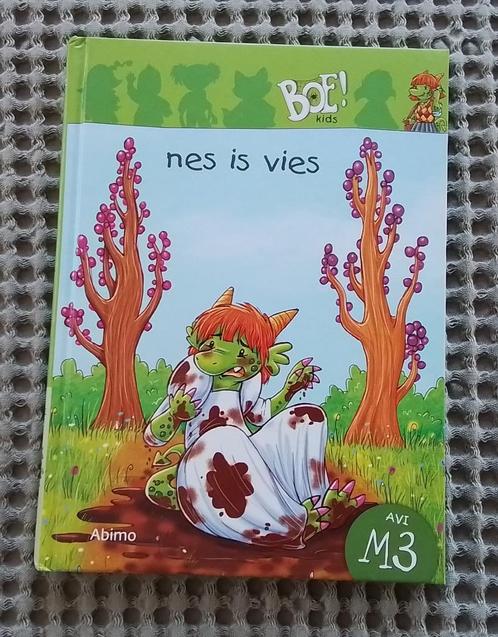 BOE!
kids
nes is vies
Abimo
AVI
M3